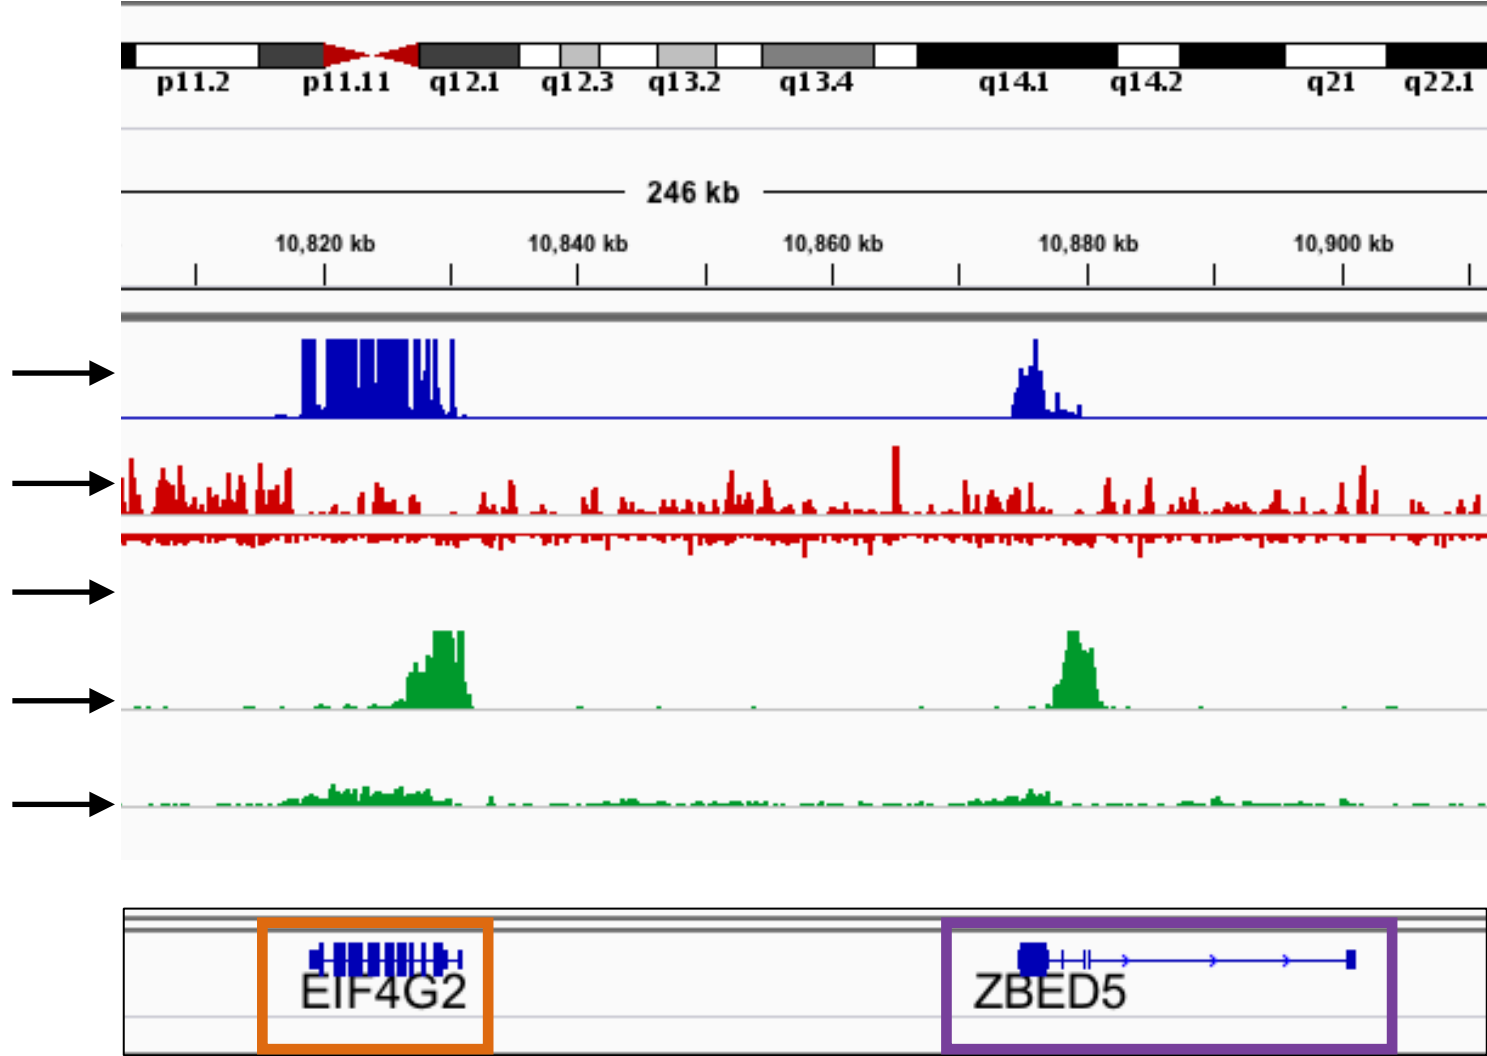 p11.2 p11.11 q12.1 q12.3 q13.2 q13.4 q14.1 q14.2 q21 q22.1
246 kb
10,820 kb 10,840 kb 10,860 kb 10,880 kb 10,900 kb
EIF4G2 ZBED5